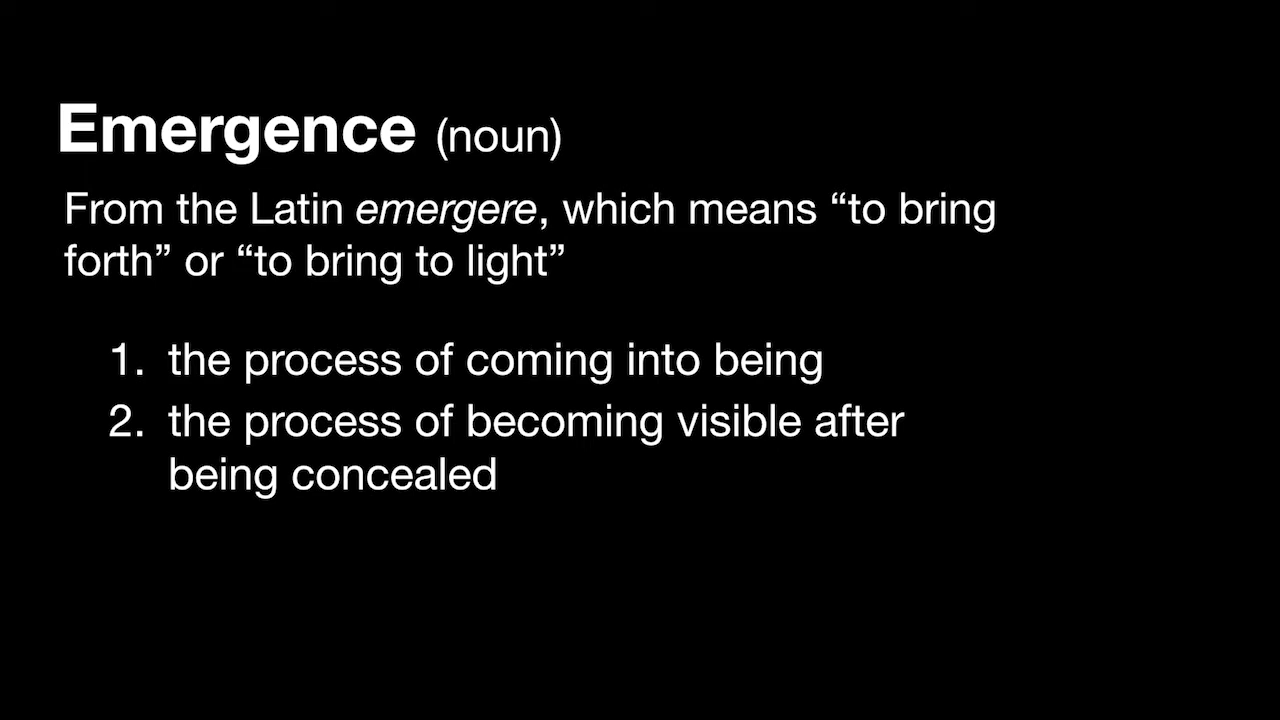 Emergence (noun)
From the Latin emergere, which means “to bring
forth” or “to bring to light”
1. the process of coming into being
2. the process of becoming visible after
being concealed